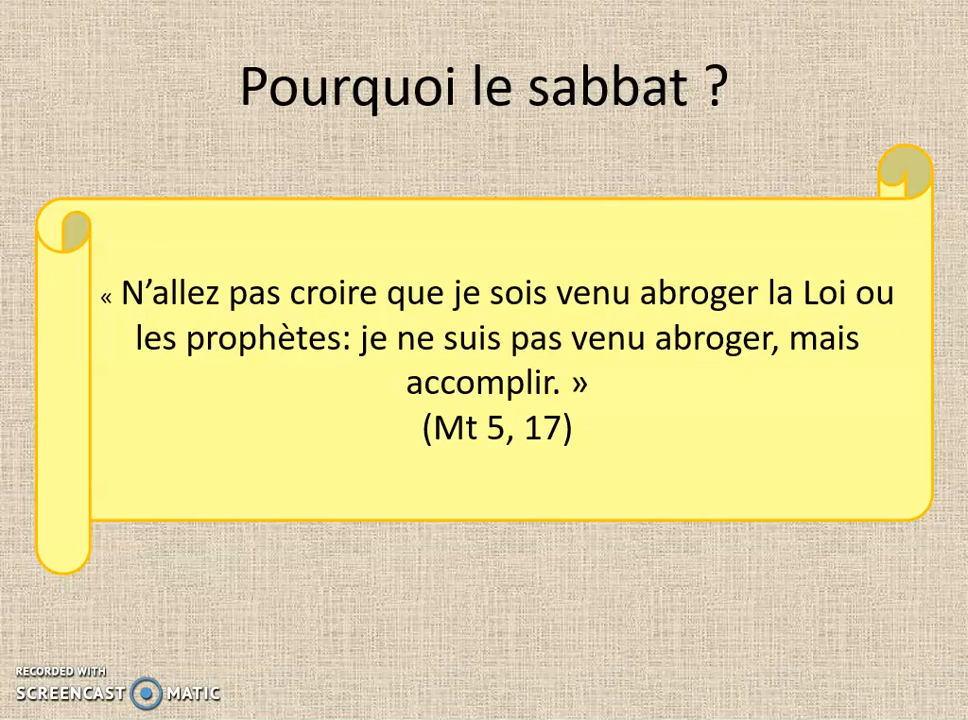 Pourquoi le sabbat ?
« N’allez pas croire que je sois venu abroger la Loi ou
les prophètes: je ne suis pas venu abroger, mais
accomplir. »
(Mt 5, 17)
RECORDED WITH
SCREENCAST MATIC